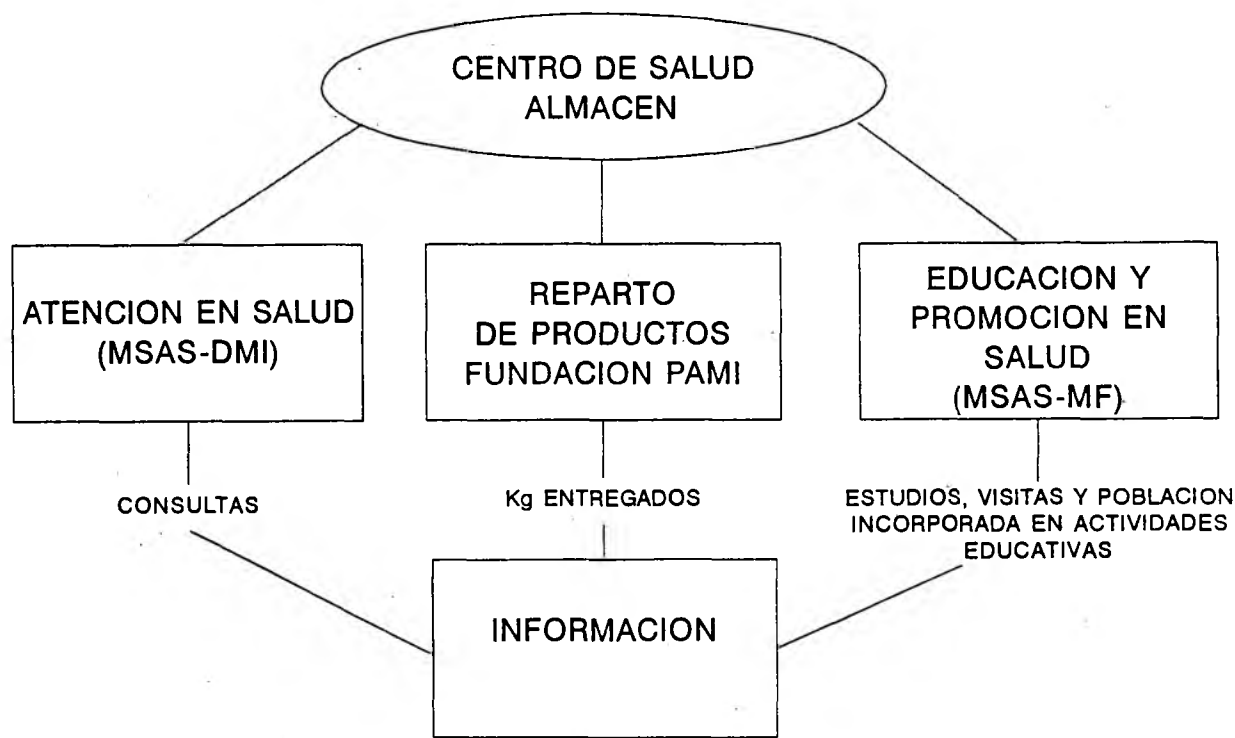 CENTRO DE SALUD
ALMACEN
ATENCION EN SALUD
(MSAS-DMI)
REPARTO
DE PRODUCTOS
FUNDACION PAMI
EDUCACION Y
PROMOCION EN
SALUD
(MSAS-MF)
CONSULTAS
Kg ENTREGADOS
ESTUDIOS, VISITAS Y POBLACION
INCORPORADA EN ACTIVIDADES
EDUCATIVAS
INFORMACION